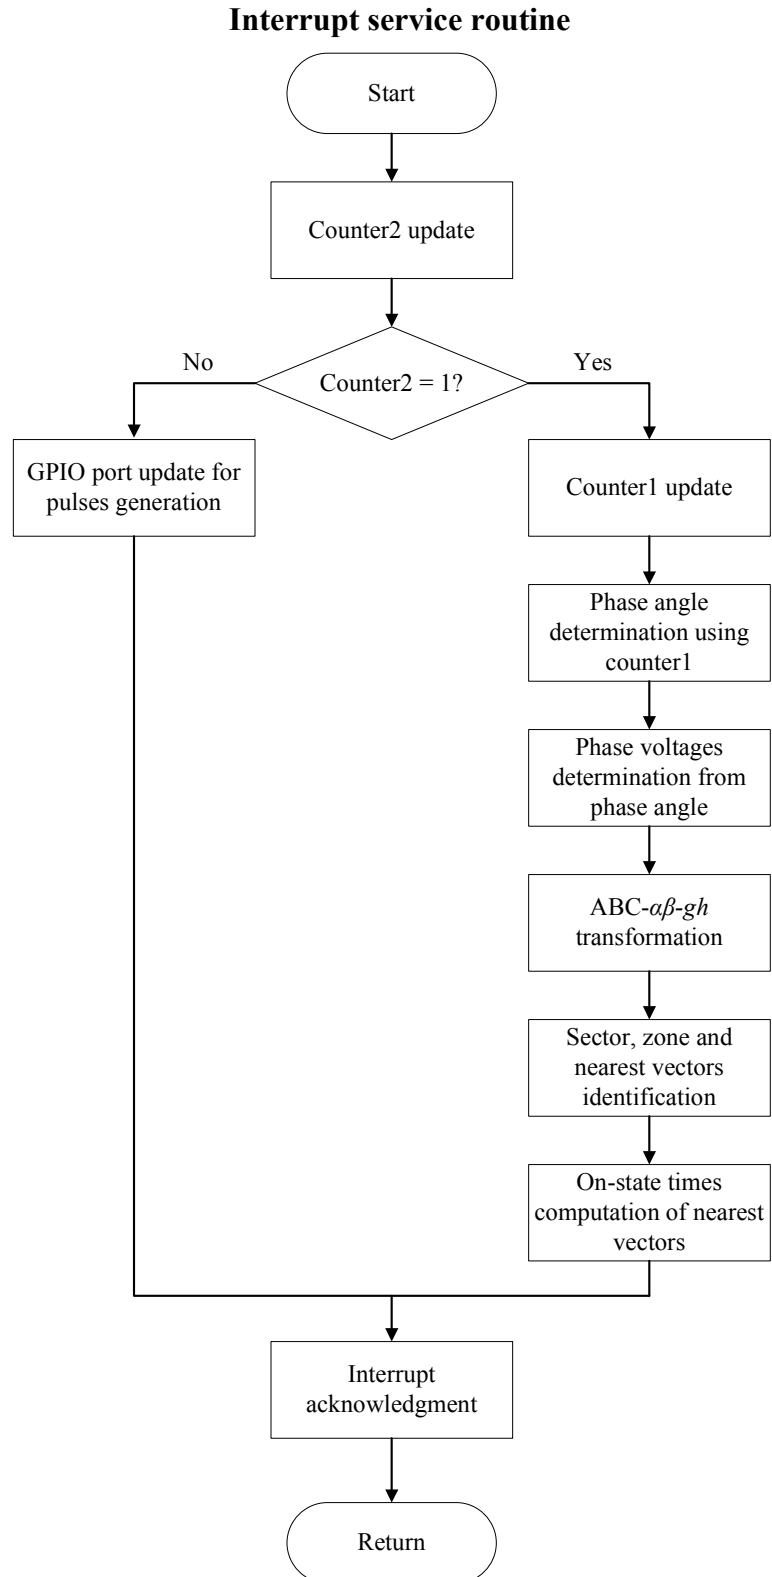 Interrupt service routine
Start
Counter2 update
No
Counter2 = 1?
Yes
GPIO port update for
pulses generation
Counter1 update
Phase angle
determination using
counter1
Phase voltages
determination from
phase angle
ABC-αβ-gh
transformation
Sector, zone and
nearest vectors
identification
On-state times
computation of nearest
vectors
Interrupt
acknowledgment
Return